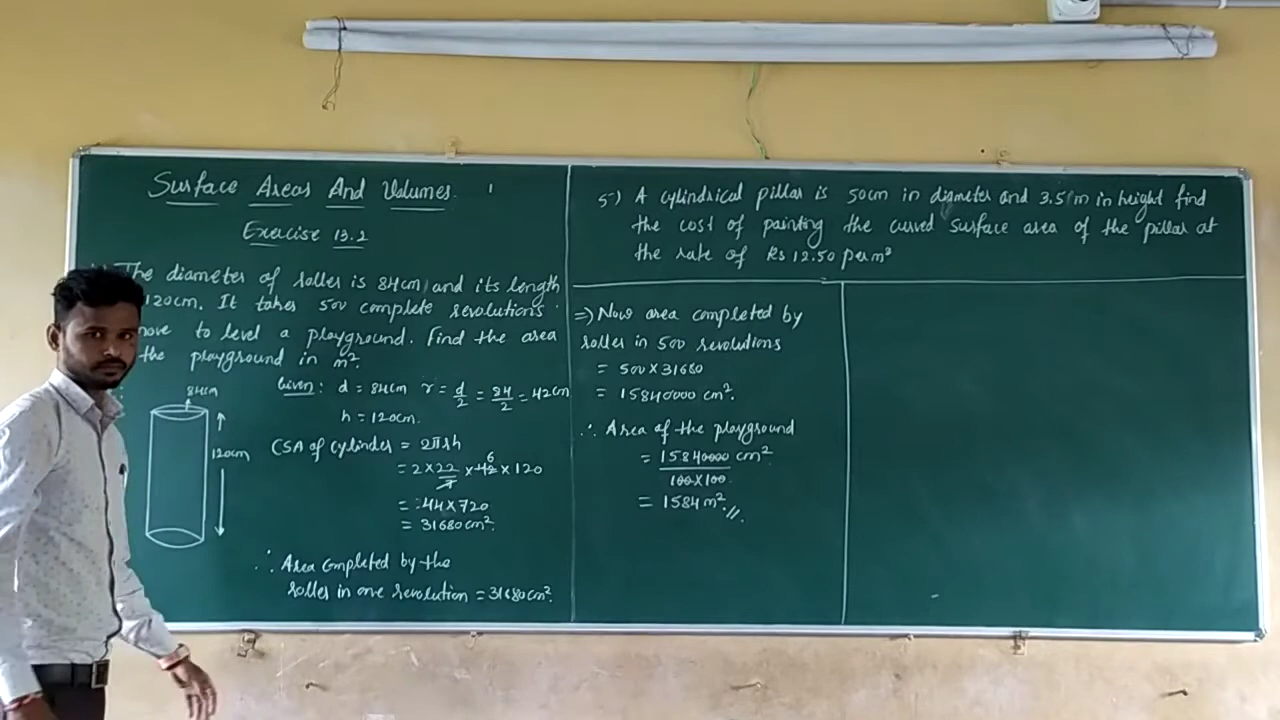 Surface Areas And Volumes
Exercise 13.2
The diameter of roller is 84cm, and its length
120cm. It takes 500 complete revolutions
to level a playground. Find the area
the playground in m².
84cm
120cm
Given: d = 84cm r = d/2 = 84/2 = 42cm
h = 120cm.
CSA of cylinder = 2πrh
= 2 × 22/7 × 42 6 × 120
= 44 × 720
= 31680cm².
∴ Area completed by the
roller in one revolution = 31680cm².
5) A cylindrical pillar is 50cm in diameter and 3.5 m in height find
the cost of painting the curved surface area of the pillar at
the rate of Rs 12.50 per m²
⇒) Now area completed by
roller in 500 revolutions
= 500 × 31680
= 15840000 cm².
∴ Area of the playground
= 15840000 cm²
100 × 100
= 1584 m².//.